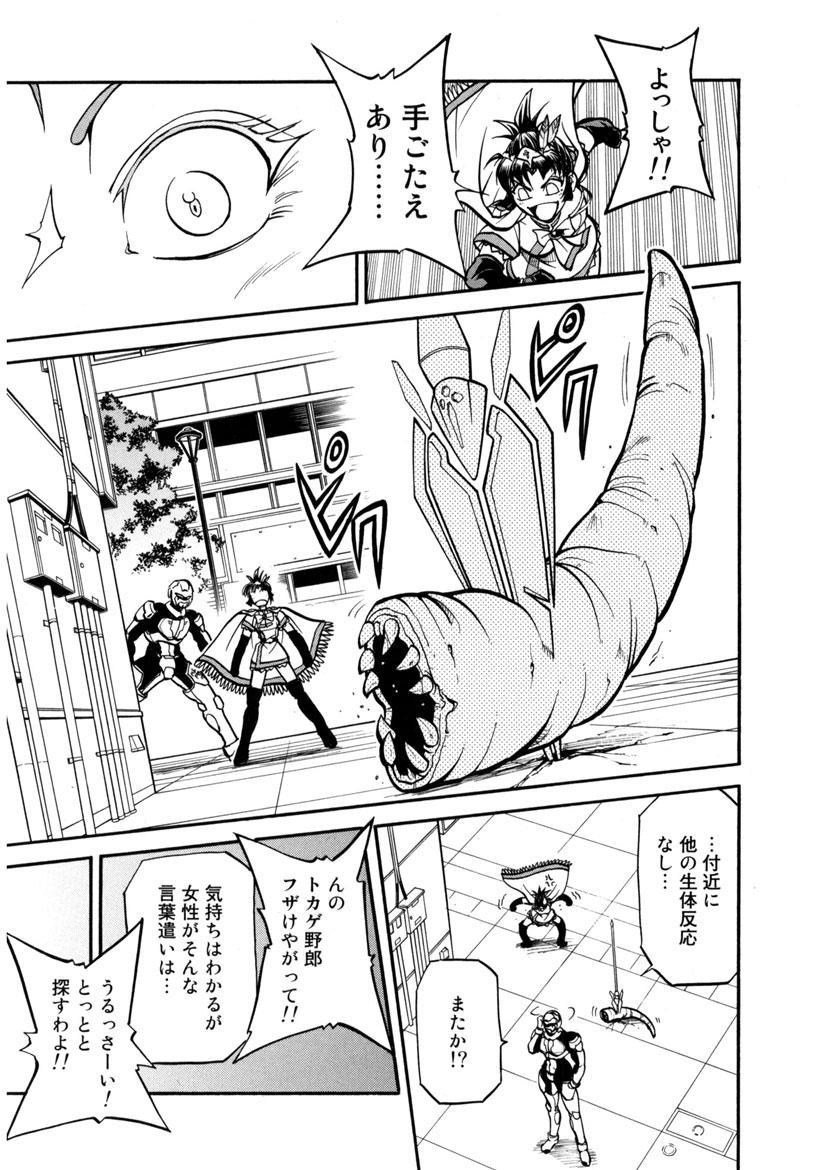 よっしゃ!!
手ごたえ
あり……
ピク
ピク
…付近に
他の生体反応
なし…
またか!?
んの
トカゲ野郎
フザけやがって!!
気持ちはわかるが
女性がそんな
言葉遣いは…
うるっさーい!
とっとと
探すわよ!!